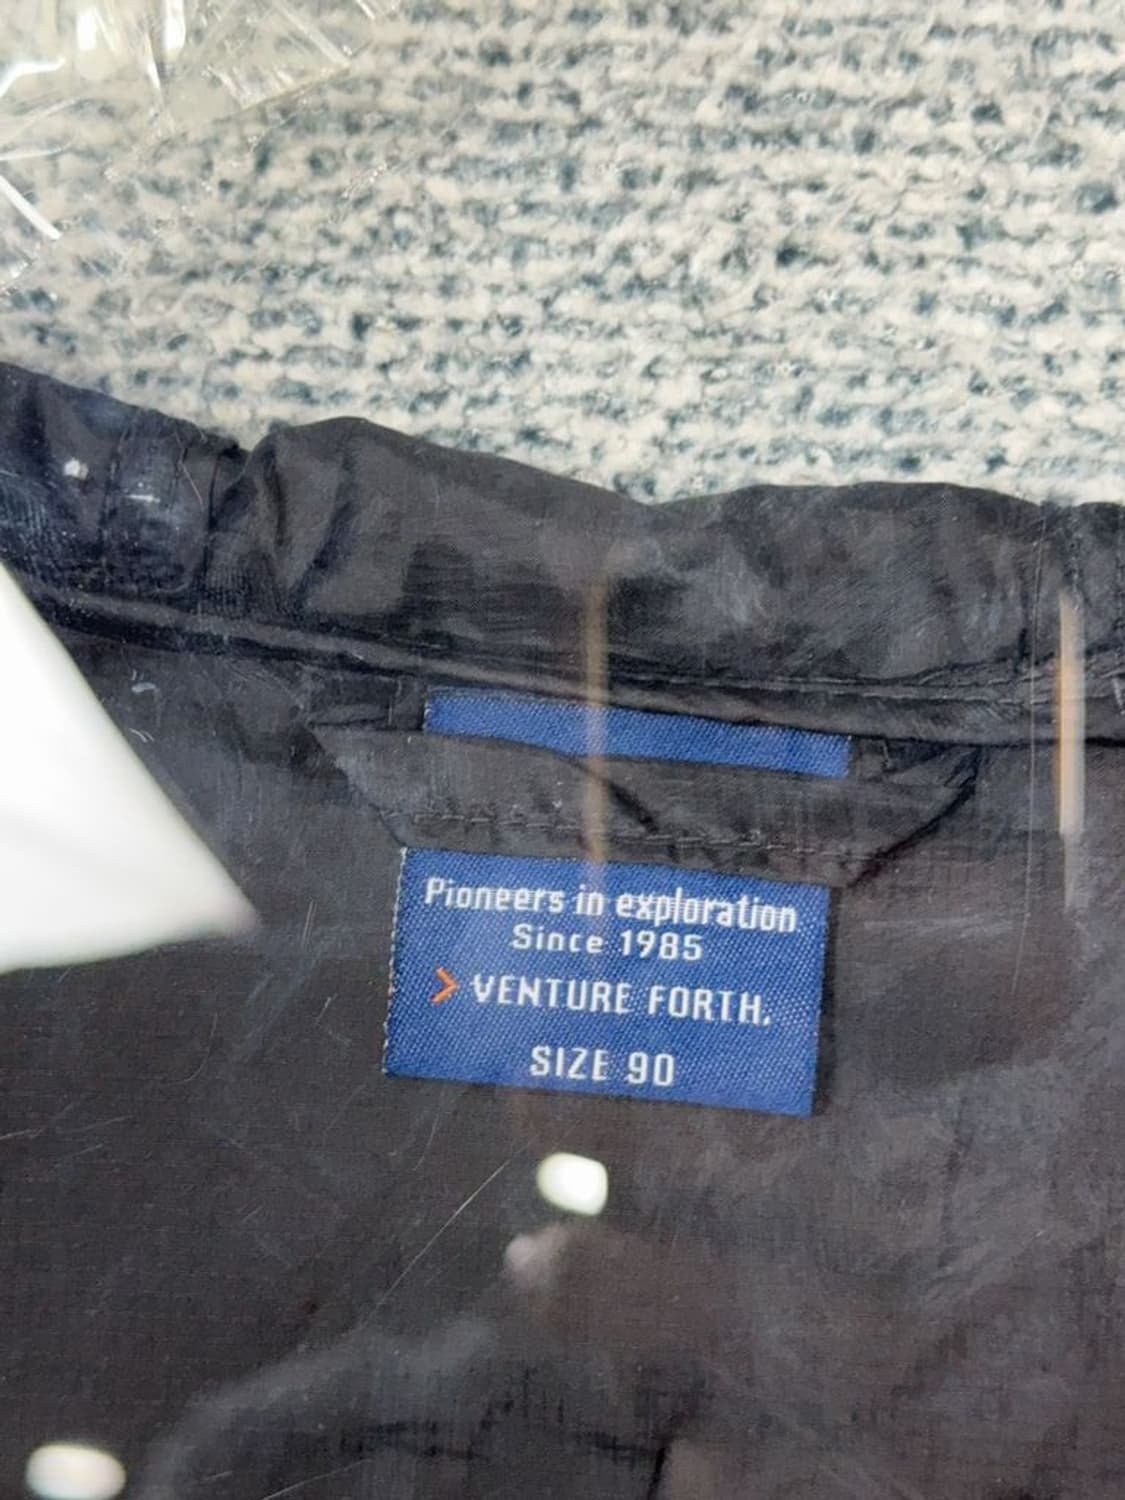 Pioneers in exploration
Since 1985
> VENTURE FORTH.
SIZE 90